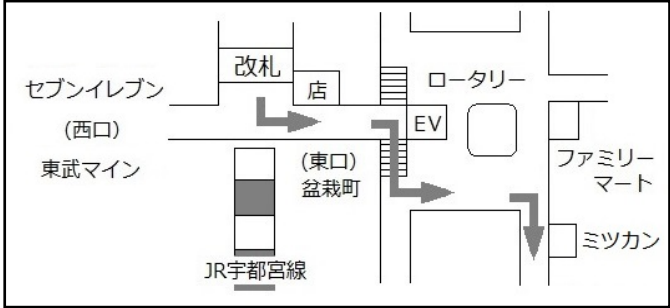 改札
店
ロータリー
セブンイレブン
(西口)
東武マイン
EV
(東口)
盆栽町
ファミリー
マート
ミツカン
JR宇都宮線